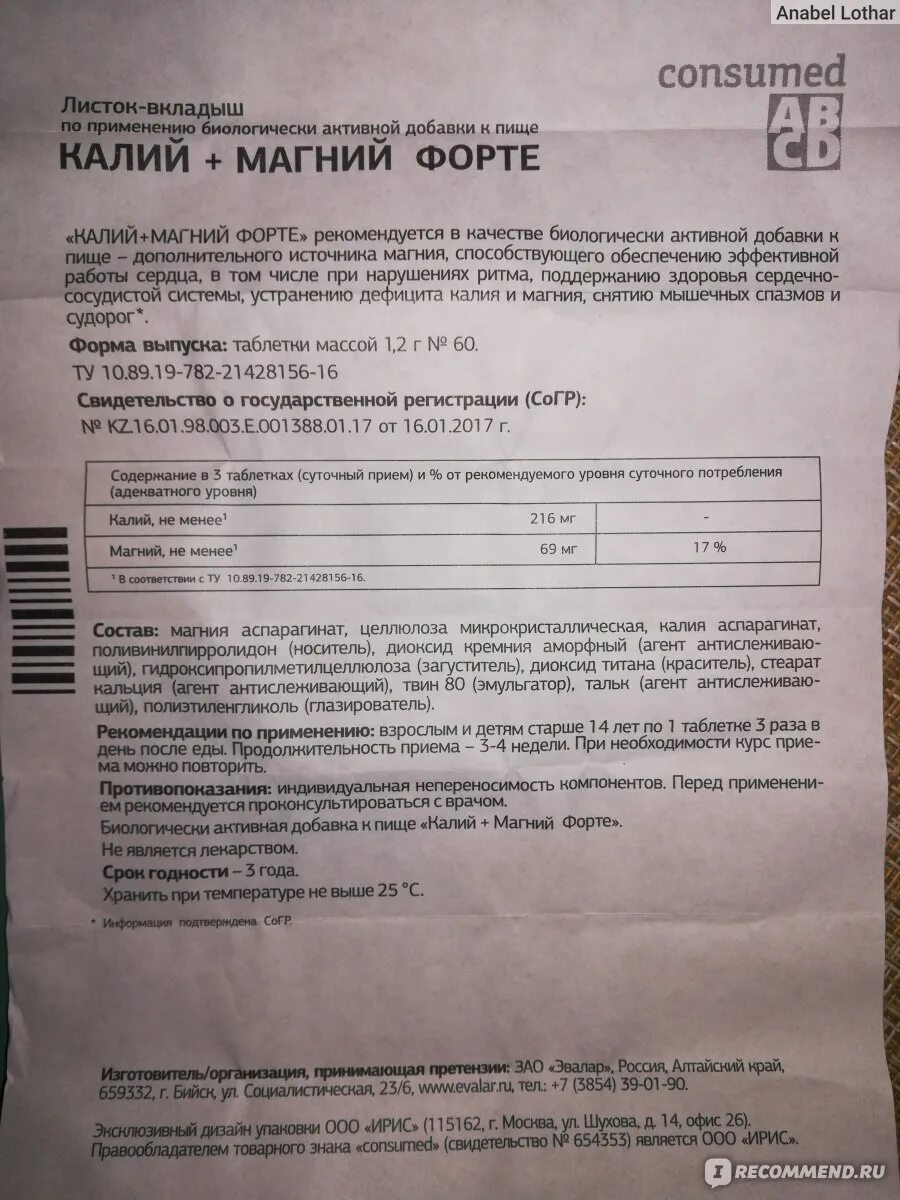 Anabel Lothar
consumed
AB
CD
Листок-вкладыш
по применению биологически активной добавки к пище
КАЛИЙ + МАГНИЙ ФОРТЕ
«КАЛИЙ+МАГНИЙ ФОРТЕ» рекомендуется в качестве биологически активной добавки к
пище – дополнительного источника магния, способствующего обеспечению эффективной
работы сердца, в том числе при нарушениях ритма, поддержанию здоровья сердечно-
сосудистой системы, устранению дефицита калия и магния, снятию мышечных спазмов и
судорог*.
Форма выпуска: таблетки массой 1,2 г № 60.
ТУ 10.89.19-782-21428156-16
Свидетельство о государственной регистрации (СоГР):
№ KZ.16.01.98.003.E.001388.01.17 от 16.01.2017 г.
Содержание в 3 таблетках (суточный прием) и % от рекомендуемого уровня суточного потребления
(адекватного уровня)
Калий, не менее¹ 216 мг -
Магний, не менее¹ 69 мг 17 %
¹ В соответствии с ТУ 10.89.19-782-21428156-16.
Состав: магния аспарагинат, целлюлоза микрокристаллическая, калия аспарагинат,
поливинилпирролидон (носитель), диоксид кремния аморфный (агент антислеживаю-
щий), гидроксипропилметилцеллюлоза (загуститель), диоксид титана (краситель), стеарат
кальция (агент антислеживающий), твин 80 (эмульгатор), тальк (агент антислеживаю-
щий), полиэтиленгликоль (глазирователь).
Рекомендации по применению: взрослым и детям старше 14 лет по 1 таблетке 3 раза в
день после еды. Продолжительность приема – 3-4 недели. При необходимости курс прие-
ма можно повторить.
Противопоказания: индивидуальная непереносимость компонентов. Перед применени-
ем рекомендуется проконсультироваться с врачом.
Биологически активная добавка к пище «Калий + Магний Форте».
Не является лекарством.
Срок годности – 3 года.
Хранить при температуре не выше 25 °С.
* Информация подтверждена СоГР.
Изготовитель/организация, принимающая претензии: ЗАО «Эвалар», Россия, Алтайский край,
659332, г. Бийск, ул. Социалистическая, 23/6, www.evalar.ru, тел.: +7 (3854) 39-01-90.
Эксклюзивный дизайн упаковки ООО «ИРИС» (115162, г. Москва, ул. Шухова, д. 14, офис 26).
Правообладателем товарного знака «consumed» (свидетельство № 654353) является ООО «ИРИС».
I RECOMMEND.RU